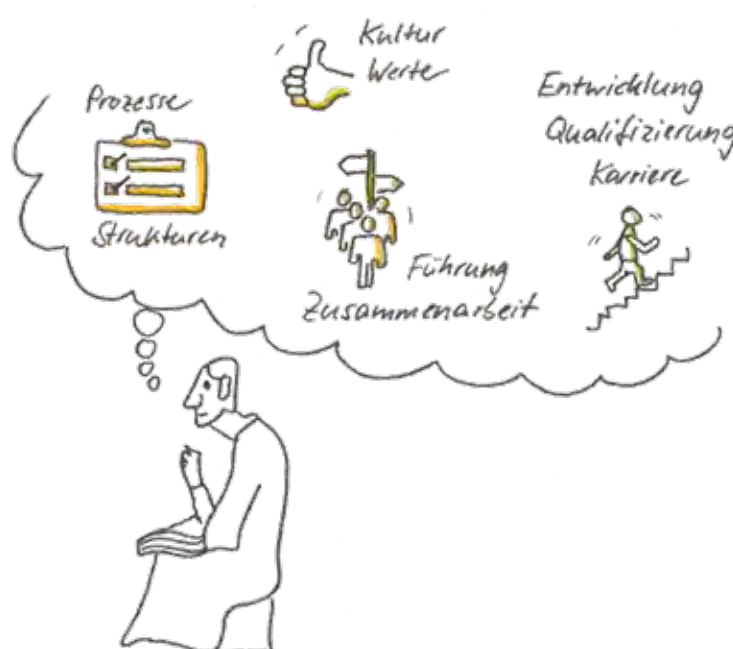 Kultur
Werte
Prozesse
Strukturen
Führung
Zusammenarbeit
Entwicklung
Qualifizierung
Karriere